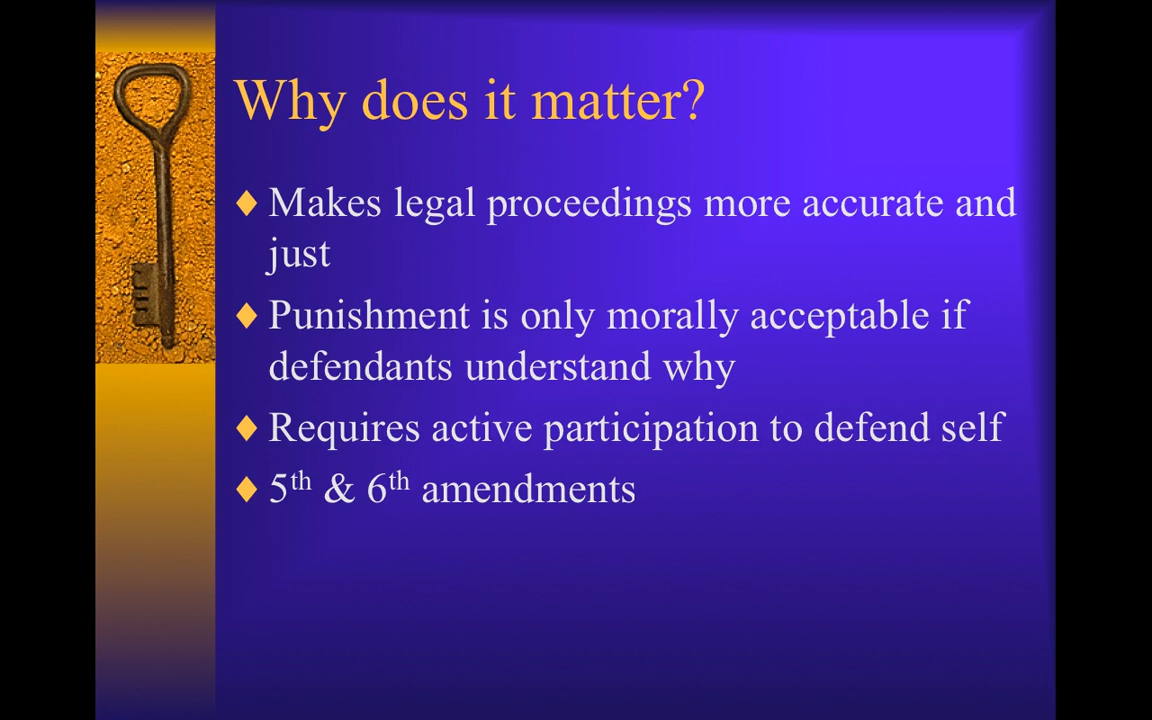 Why does it matter?
♦ Makes legal proceedings more accurate and
just
♦ Punishment is only morally acceptable if
defendants understand why
♦ Requires active participation to defend self
♦ 5th & 6th amendments